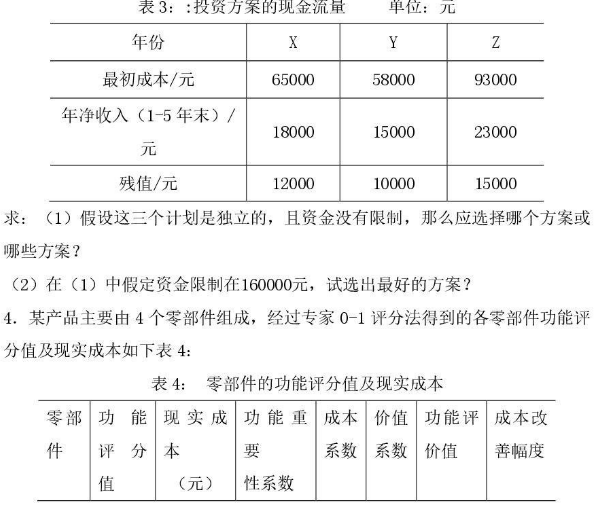 表3：:投资方案的现金流量 单位：元
年份 X Y Z
最初成本/元 65000 58000 93000
年净收入（1-5 年末）/
元 18000 15000 23000
残值/元 12000 10000 15000
求：（1）假设这三个计划是独立的，且资金没有限制，那么应选择哪个方案或
哪些方案？
（2）在（1）中假定资金限制在160000元，试选出最好的方案？
4．某产品主要由 4 个零部件组成，经过专家 0-1 评分法得到的各零部件功能评
分值及现实成本如下表 4：
表 4： 零部件的功能评分值及现实成本
零部 功 能 现 实 成 功 能 重 成本 价值 功能评 成本改
件 评 分 本 要 系数 系数 价值 善幅度
值 （元） 性系数